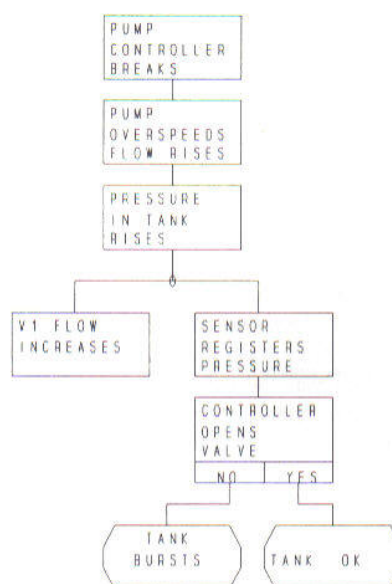 PUMP
CONTROLLER
BREAKS
PUMP
OVERSPEEDS
FLOW RISES
PRESSURE
IN TANK
RISES
V1 FLOW
INCREASES
SENSOR
REGISTERS
PRESSURE
CONTROLLER
OPENS
VALVE
NO YES
TANK
BURSTS
TANK OK